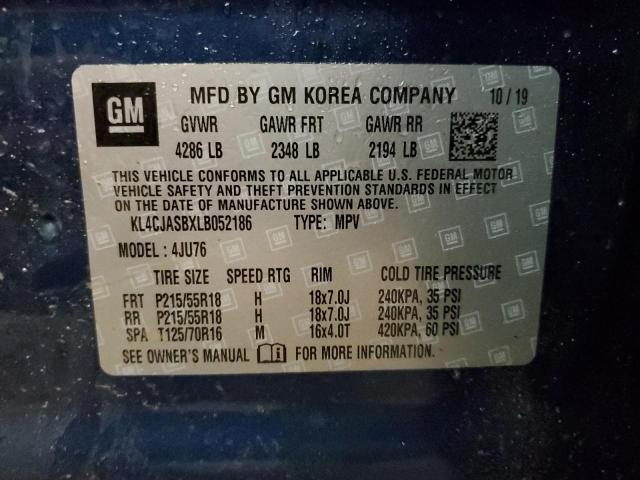 GM MFD BY GM KOREA COMPANY 10/19
GVWR GAWR FRT GAWR RR
4286 LB 2348 LB 2194 LB
THIS VEHICLE CONFORMS TO ALL APPLICABLE U.S. FEDERAL MOTOR
VEHICLE SAFETY AND THEFT PREVENTION STANDARDS IN EFFECT
ON THE DATE OF MANUFACTURE SHOWN ABOVE.
KL4CJASBXLB052186 TYPE: MPV
MODEL: 4JU76
TIRE SIZE SPEED RTG RIM COLD TIRE PRESSURE
FRT P215/55R18 H 18x7.0J 240KPA, 35 PSI
RR P215/55R18 H 18x7.0J 240KPA, 35 PSI
SPA T125/70R16 M 16x4.0T 420KPA, 60 PSI
SEE OWNER'S MANUAL FOR MORE INFORMATION.